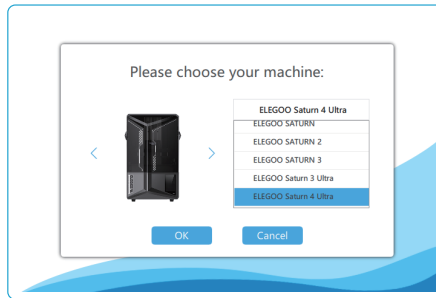 Please choose your machine:
ELEGOO Saturn 4 Ultra
ELEGOO SATURN
ELEGOO SATURN 2
ELEGOO SATURN 3
ELEGOO Saturn 3 Ultra
ELEGOO Saturn 4 Ultra
OK
Cancel